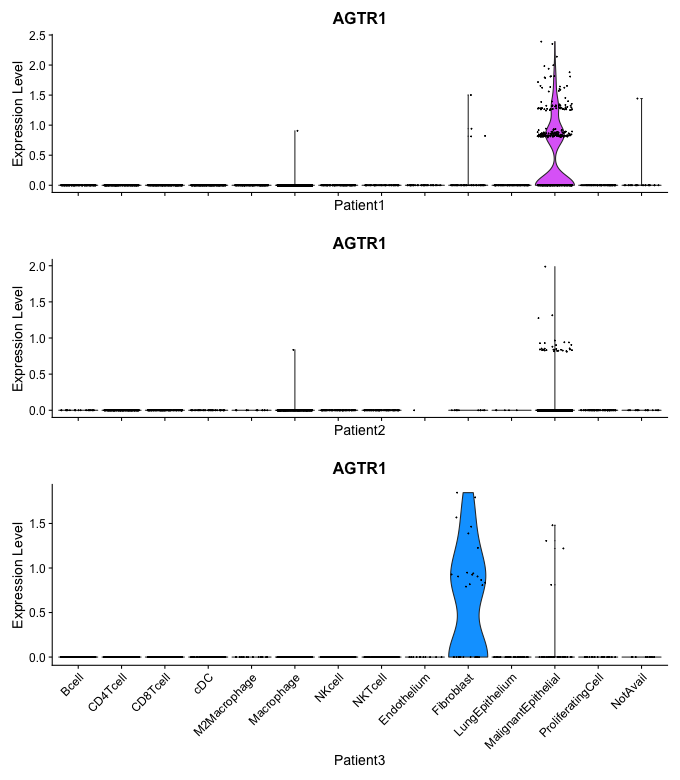 AGTR1
Expression Level
2.5
2.0
1.5
1.0
0.5
0.0
Patient1
AGTR1
Expression Level
2.0
1.5
1.0
0.5
0.0
Patient2
AGTR1
Expression Level
1.5
1.0
0.5
0.0
Bcell
CD4Tcell
CD8Tcell
cDC
M2Macrophage
Macrophage
NKcell
NKTcell
Endothelium
Fibroblast
LungEpithelium
MalignantEpithelial
ProliferatingCell
NotAvail
Patient3